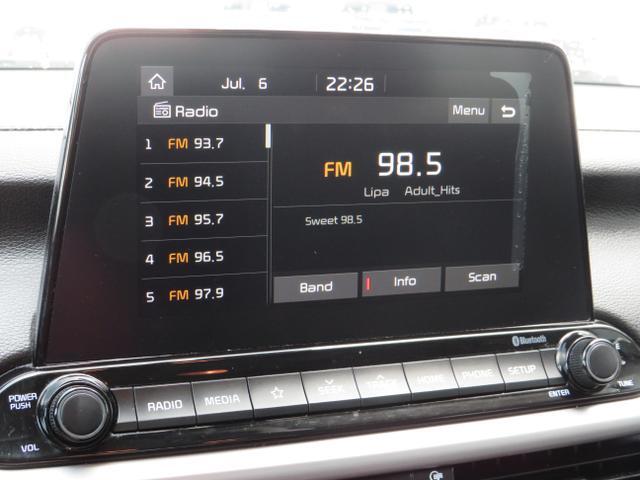 Jul. 6 22:26
Radio Menu
1 FM 93.7
2 FM 94.5
3 FM 95.7
4 FM 96.5
5 FM 97.9
FM 98.5
Lipa Adult_Hits
Sweet 98.5
Band Info Scan
Bluetooth
POWER
PUSH
VOL
RADIO MEDIA SEEK TRACK HOME PHONE SETUP
ENTER
TUNE